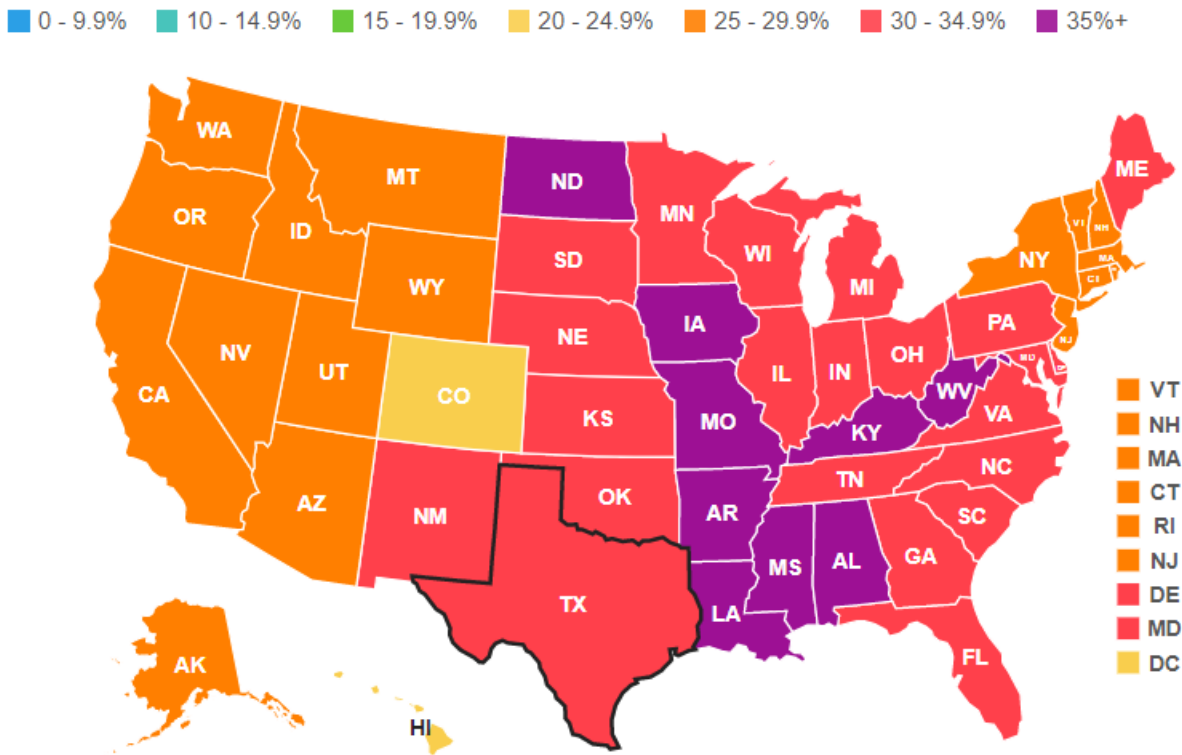 0 - 9.9% 10 - 14.9% 15 - 19.9% 20 - 24.9% 25 - 29.9% 30 - 34.9% 35%+
WA
MT
ND
ME
OR
ID
MN
SD
WI
VT
NH
NY
MA
WY
MI
CT
IA
NE
PA
NV
UT
CO
IL
IN
OH
NJ
MD
CA
KS
MO
WV
VA
KY
VT
NH
AZ
NM
OK
TN
NC
MA
AR
SC
CT
TX
MS
AL
GA
RI
LA
NJ
DE
AK
FL
MD
HI
DC